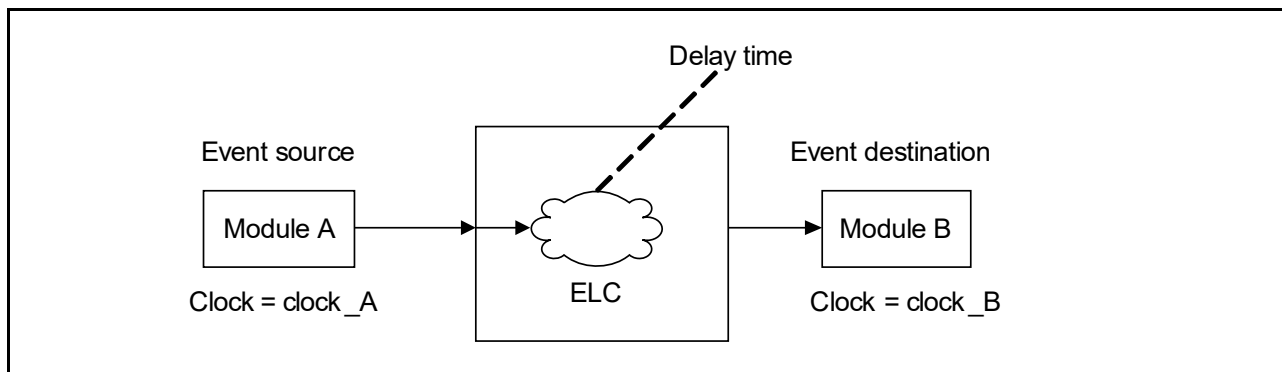 Delay time
Event source
Event destination
Module A
Module B
ELC
Clock = clock_A
Clock = clock_B